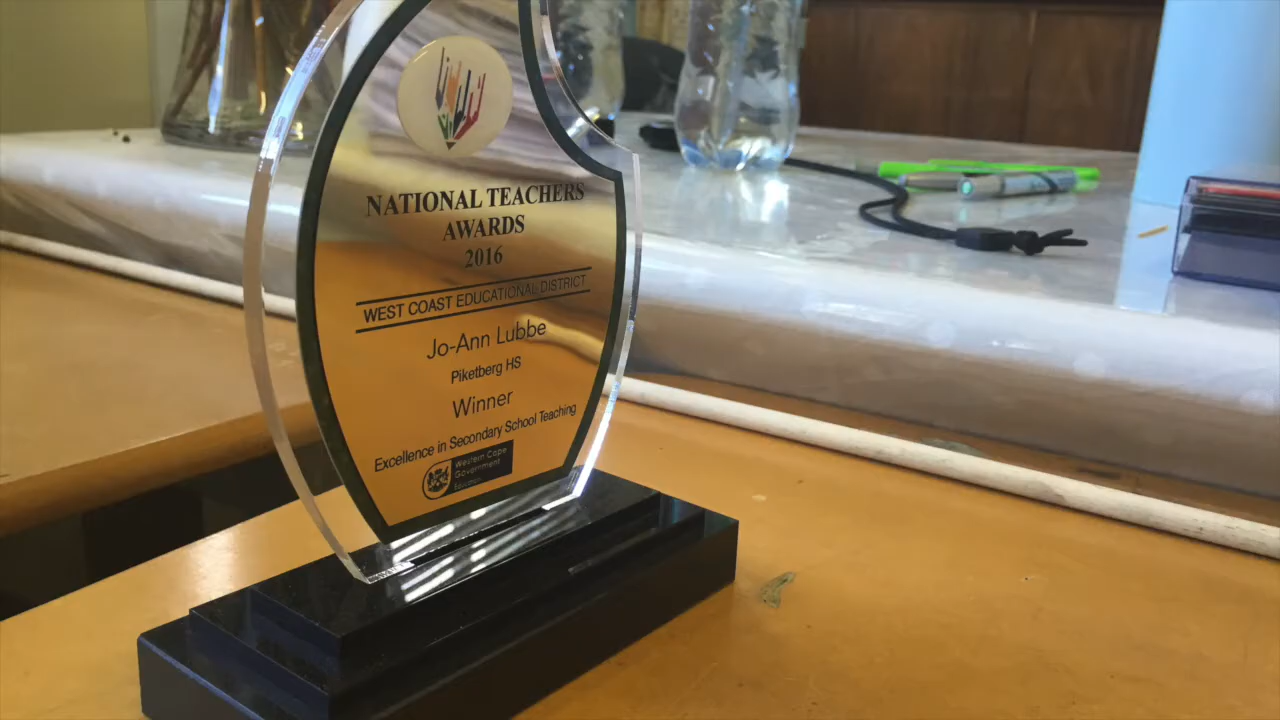 NATIONAL TEACHERS
AWARDS
2016
WEST COAST EDUCATIONAL DISTRICT
Jo-Ann Lubbe
Piketberg HS
Winner
Excellence in Secondary School Teaching
Western Cape
Government
Education